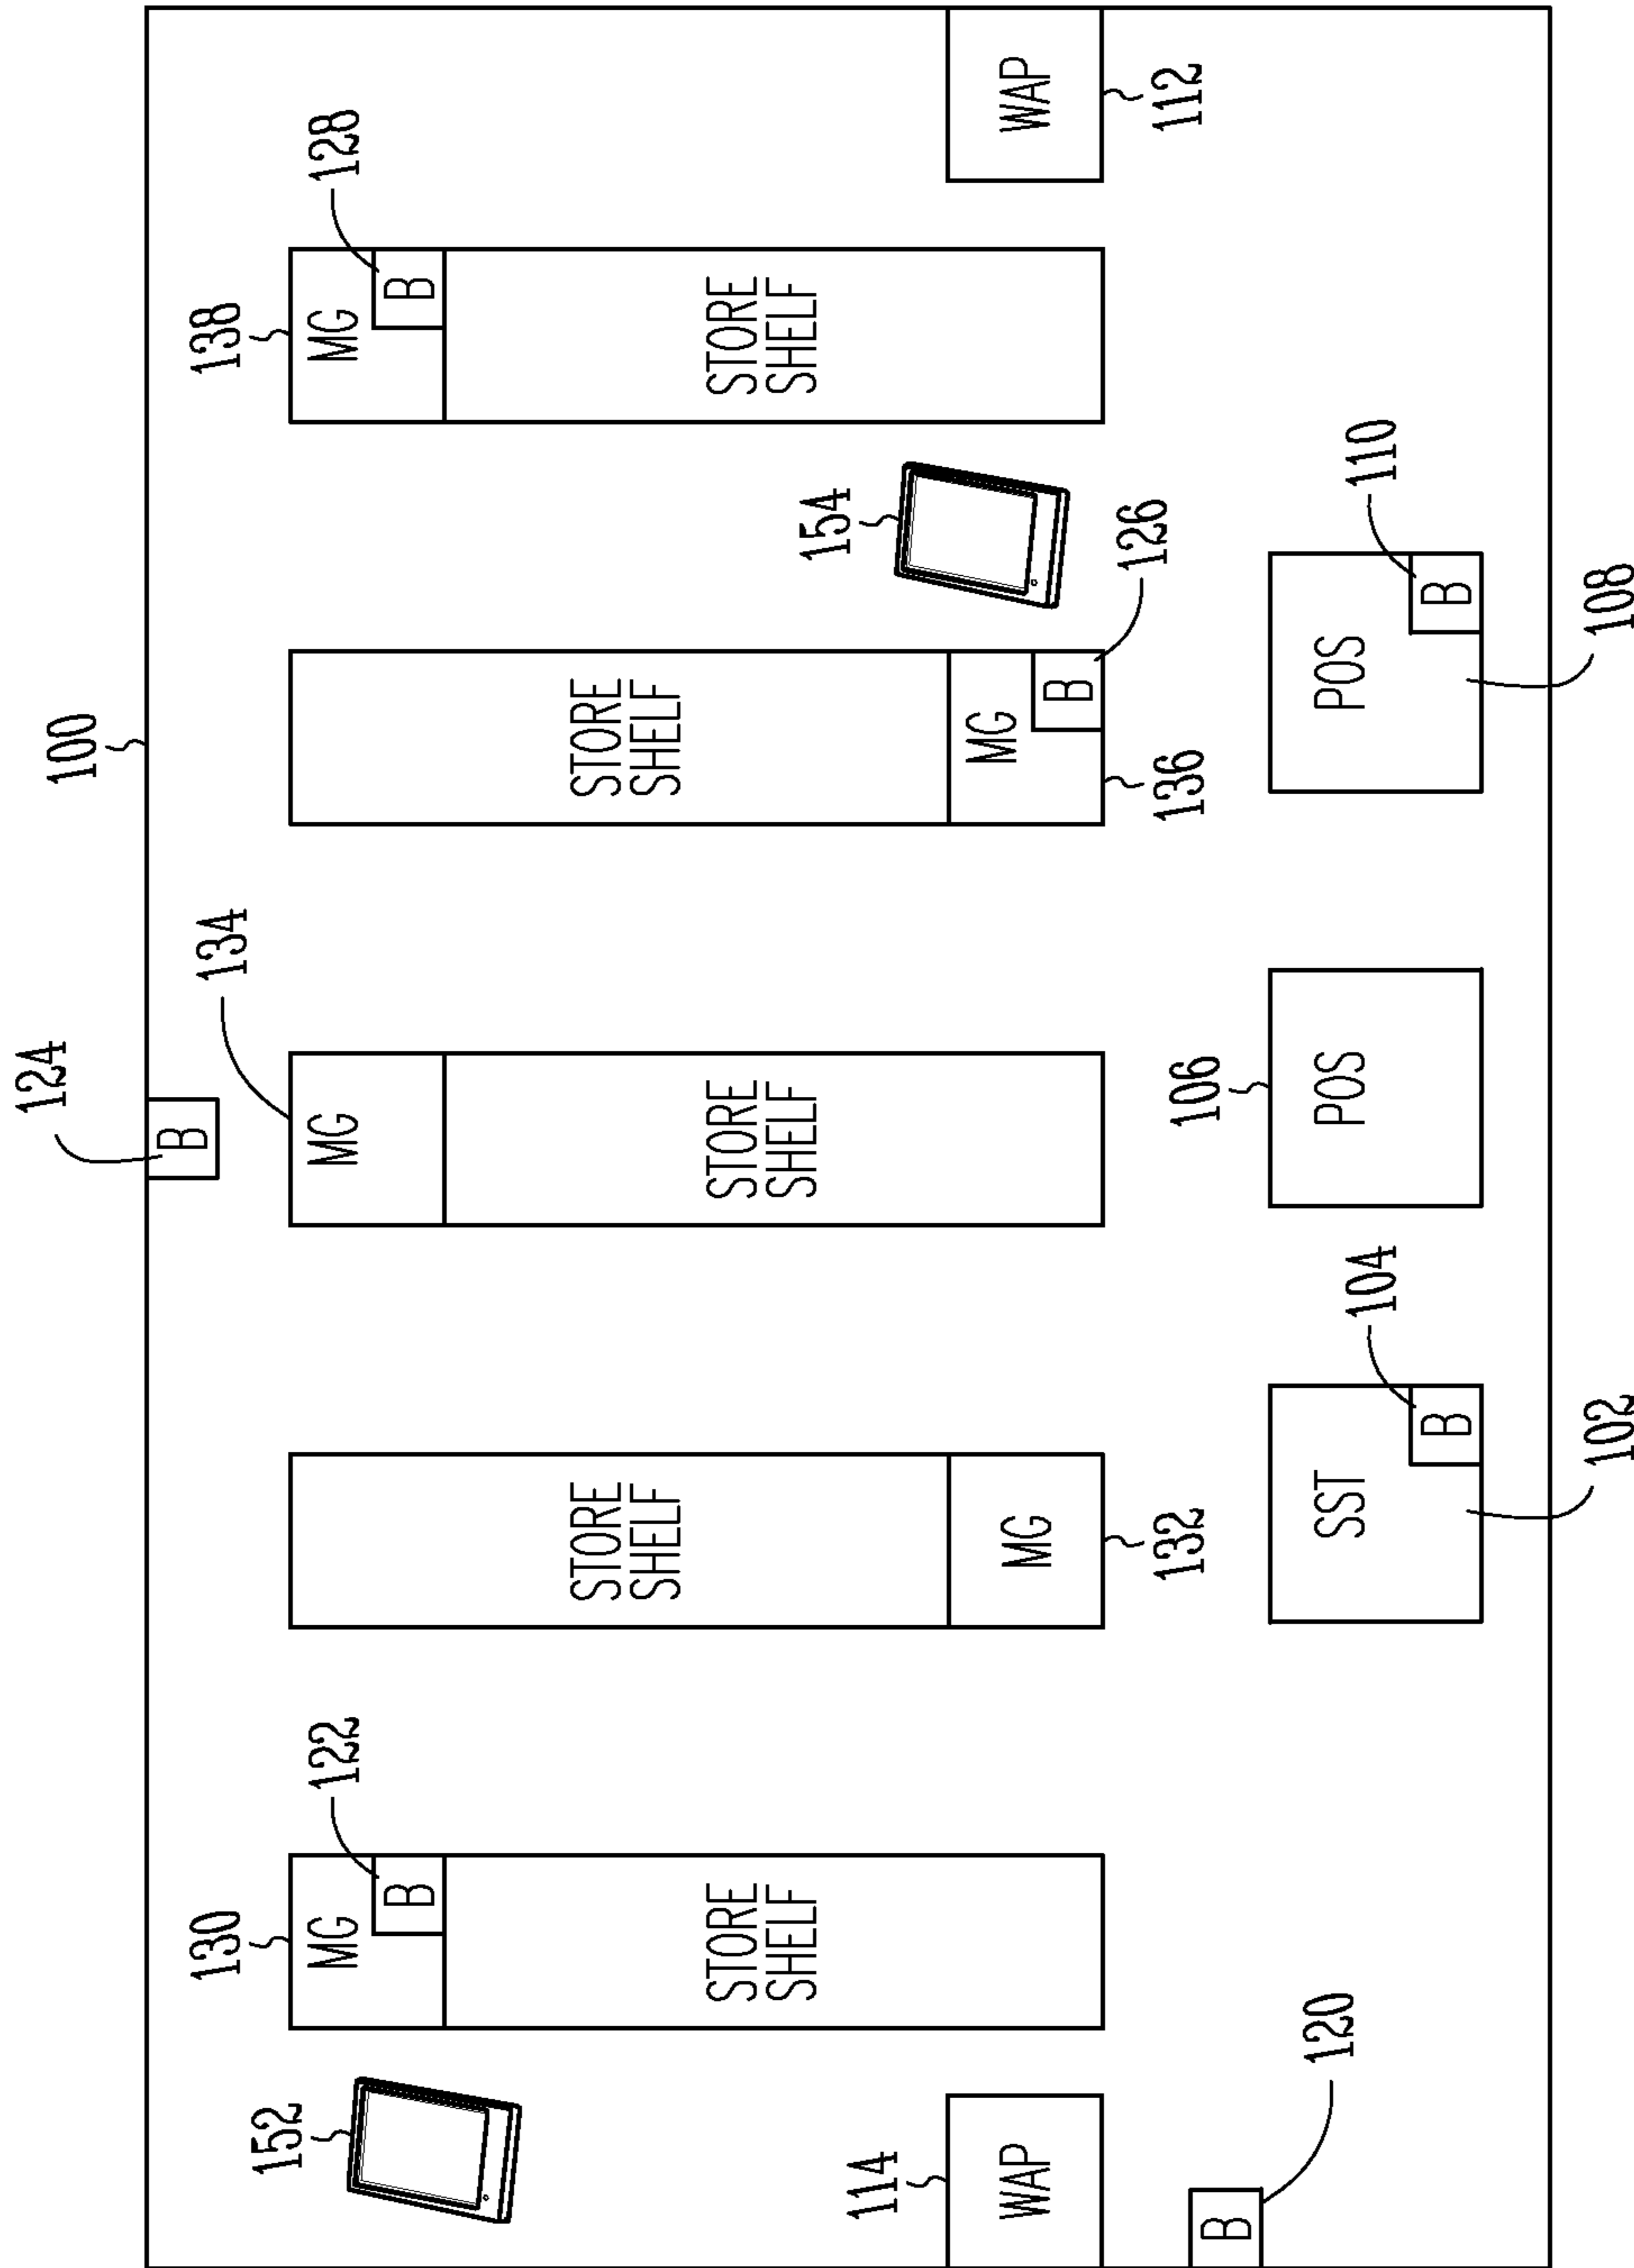 124
100
B
130
134
138
152
MG
122
MG
MG
128
B
B
STORE
SHELF
STORE
SHELF
STORE
SHELF
STORE
SHELF
STORE
SHELF
154
114
WAP
MG
MG
WAP
B
126
132
136
112
106
B
120
SST
POS
POS
104
110
B
B
102
108